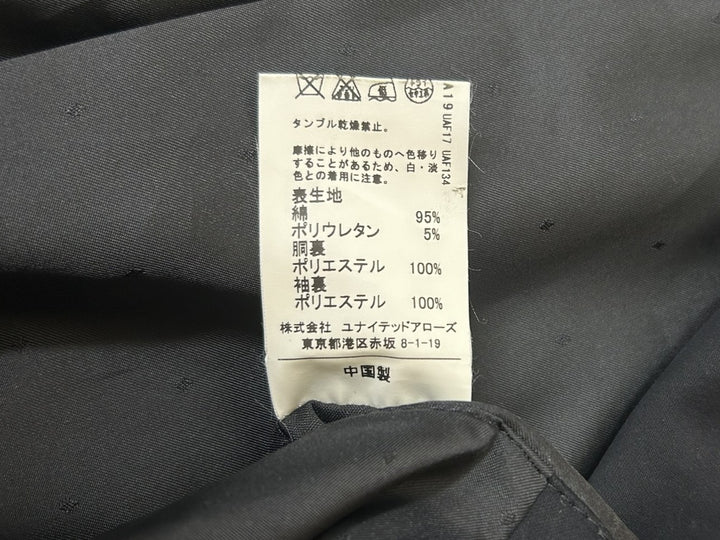 タンブル乾燥禁止。
摩擦により他のものへ色移り
することがあるため、白・淡
色との着用に注意。
表生地
綿 95%
ポリウレタン 5%
胴裏
ポリエステル 100%
袖裏
ポリエステル 100%
株式会社 ユナイテッドアローズ
東京都港区赤坂 8-1-19
中国製
A19 UAF17 UAF134